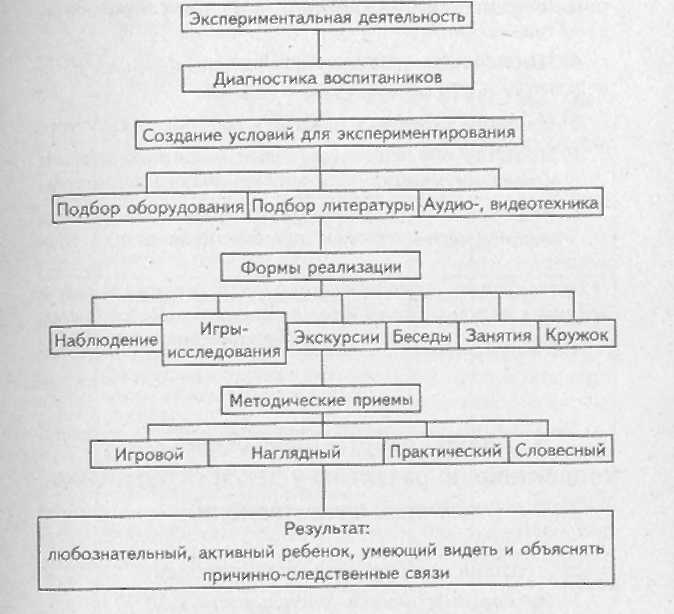 Экспериментальная деятельность
Диагностика воспитанников
Создание условий для экспериментирования
Подбор оборудования Подбор литературы Аудио-, видеотехника
Формы реализации
Наблюдение Игры-
исследования Экскурсии Беседы Занятия Кружок
Методические приемы
Игровой Наглядный Практический Словесный
Результат:
любознательный, активный ребенок, умеющий видеть и объяснять
причинно-следственные связи